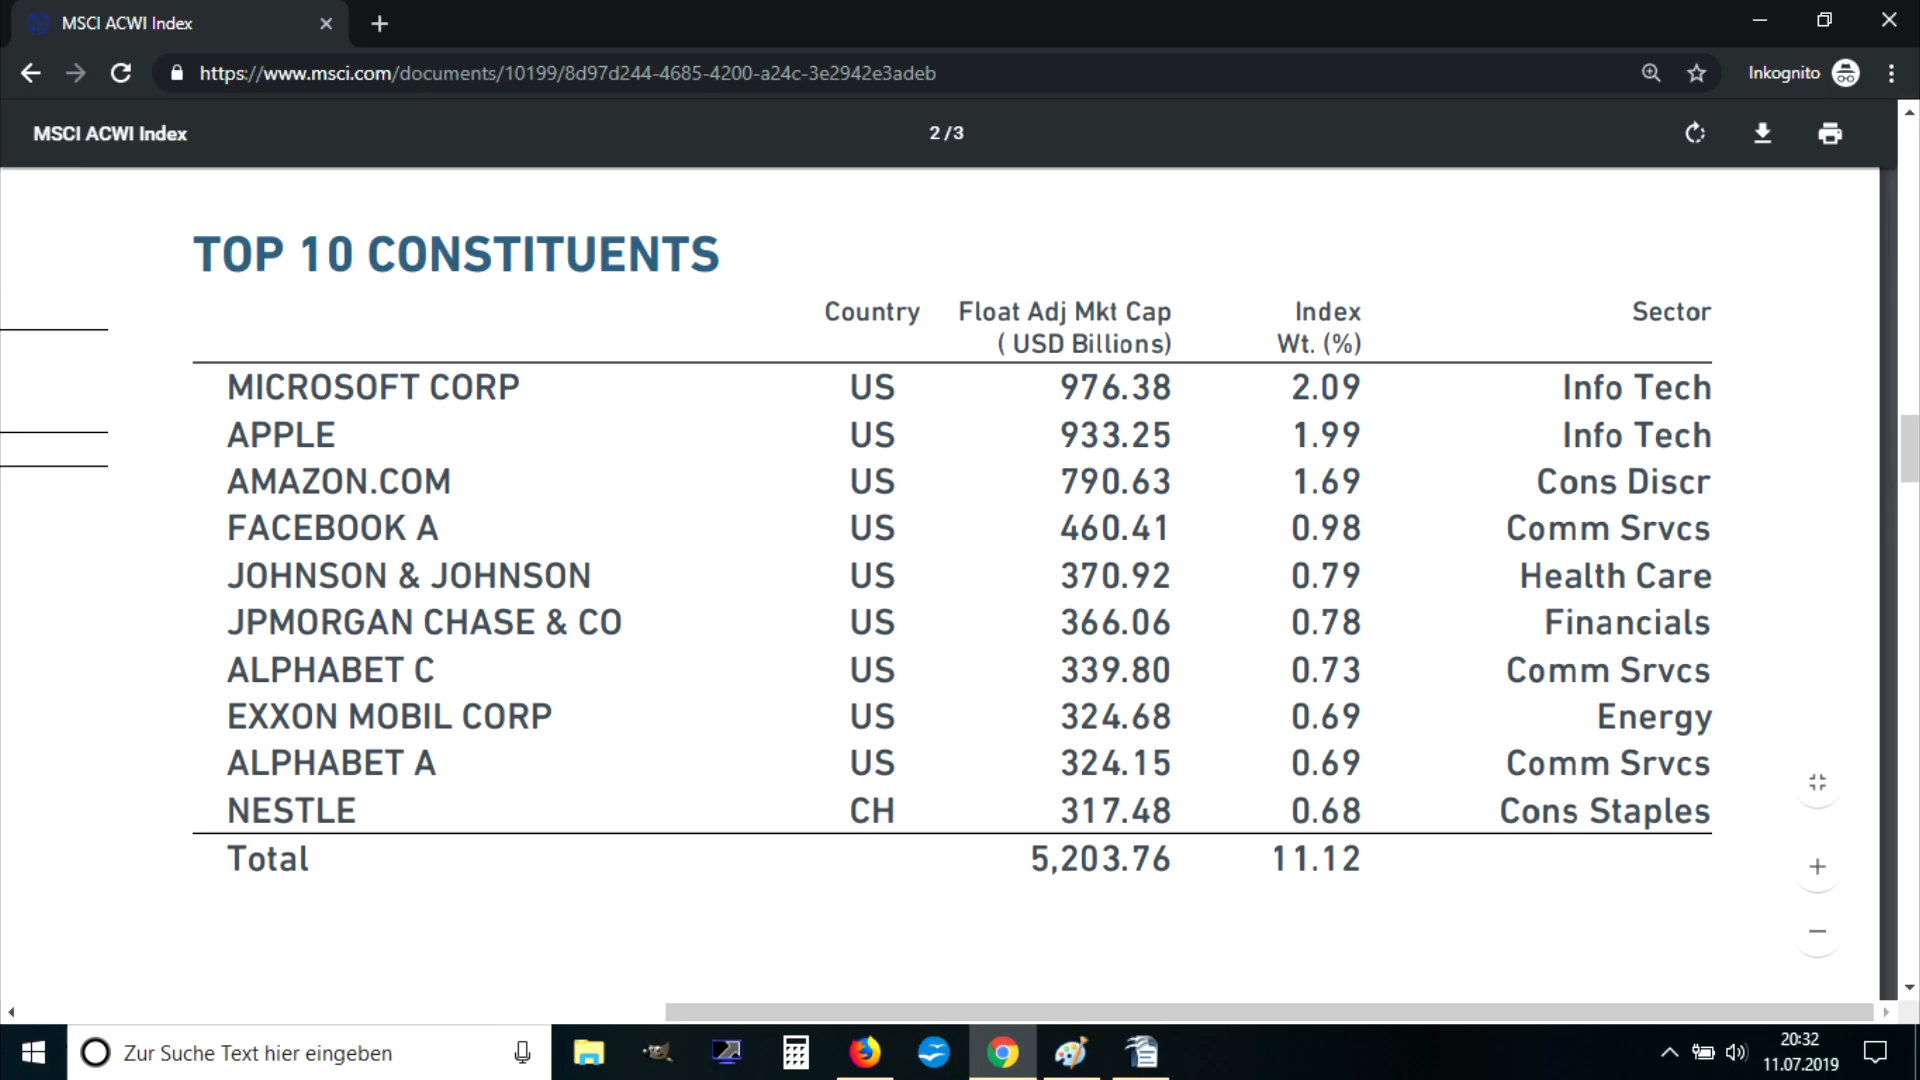 MSCI ACWI Index
https://www.msci.com/documents/10199/8d97d244-4685-4200-a24c-3e2942e3adeb
Inkognito
MSCI ACWI Index 2 / 3
TOP 10 CONSTITUENTS
Country Float Adj Mkt Cap Index Sector
( USD Billions) Wt. (%)
MICROSOFT CORP US 976.38 2.09 Info Tech
APPLE US 933.25 1.99 Info Tech
AMAZON.COM US 790.63 1.69 Cons Discr
FACEBOOK A US 460.41 0.98 Comm Srvcs
JOHNSON & JOHNSON US 370.92 0.79 Health Care
JPMORGAN CHASE & CO US 366.06 0.78 Financials
ALPHABET C US 339.80 0.73 Comm Srvcs
EXXON MOBIL CORP US 324.68 0.69 Energy
ALPHABET A US 324.15 0.69 Comm Srvcs
NESTLE CH 317.48 0.68 Cons Staples
Total 5,203.76 11.12
Zur Suche Text hier eingeben
20:32
11.07.2019